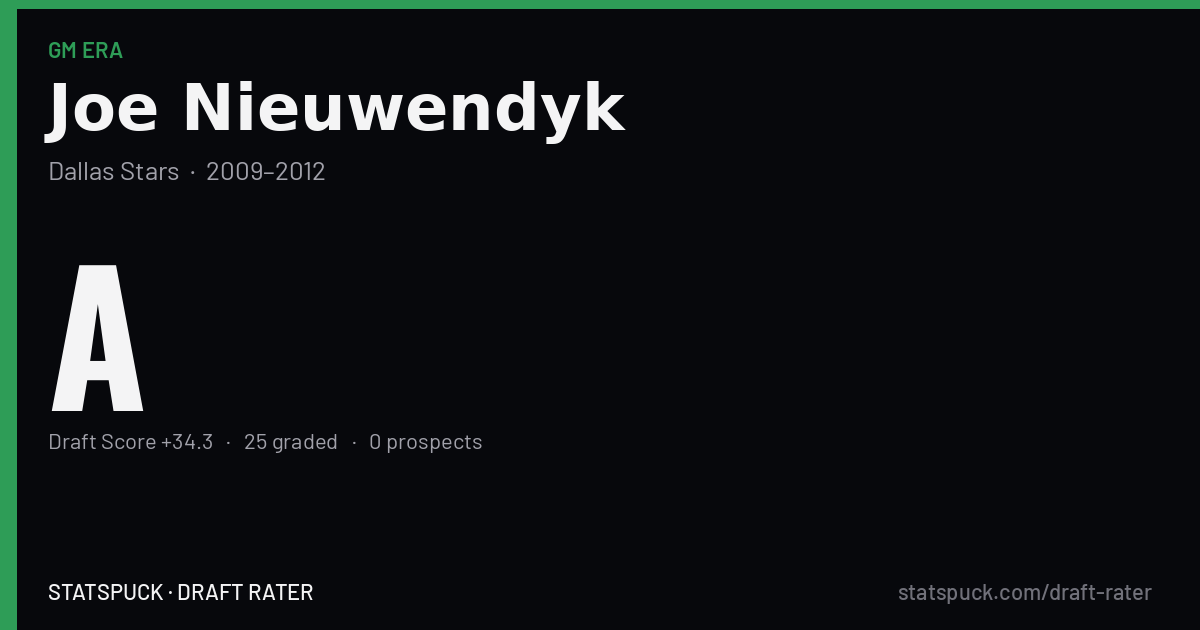 GM ERA
Joe Nieuwendyk
Dallas Stars · 2009–2012
A
Draft Score +34.3 · 25 graded · 0 prospects
STATSPUCK · DRAFT RATER
statspuck.com/draft-rater